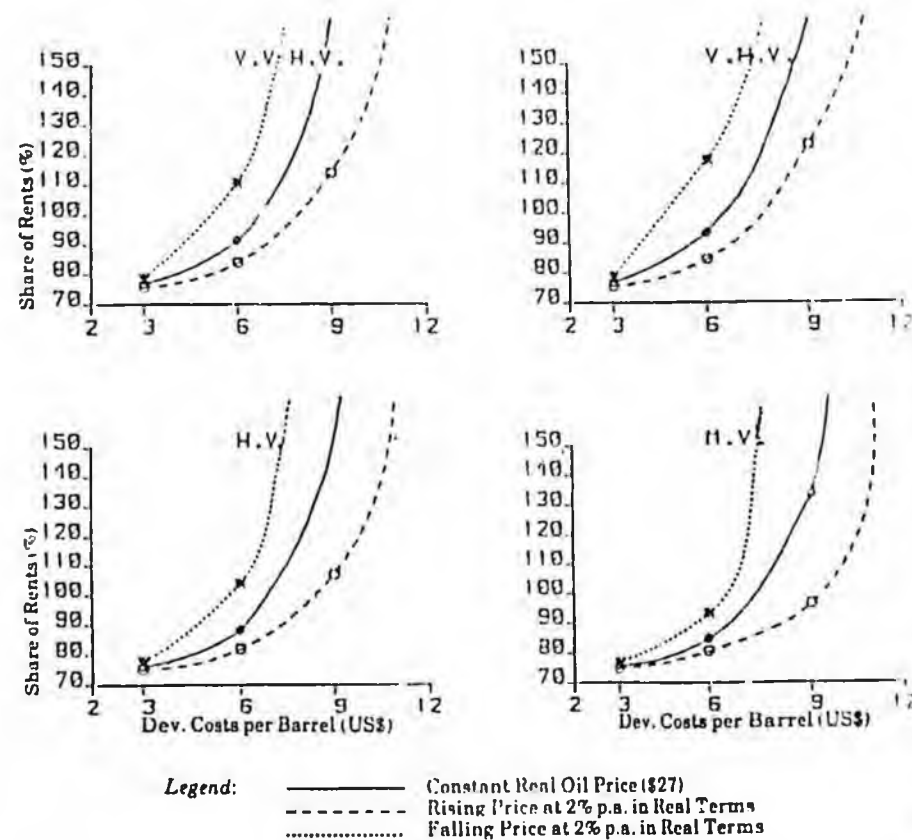 V.V.H.V.
150
140
130
120
110
100
90
80
70
Share of Rents (%)
2 3 6 9 12
V.H.V.
150
140
130
120
110
100
90
80
70
2 3 6 9 12
H.V.
150
140
130
120
110
100
90
80
70
Share of Rents (%)
2 3 6 9 12
Dev. Costs per Barrel (US$)
M.V.
150
140
130
120
110
100
90
80
70
2 3 6 9 12
Dev. Costs per Barrel (US$)
Legend:
Constant Real Oil Price ($27)
Rising Price at 2% p.a. in Real Terms
Falling Price at 2% p.a. in Real Terms